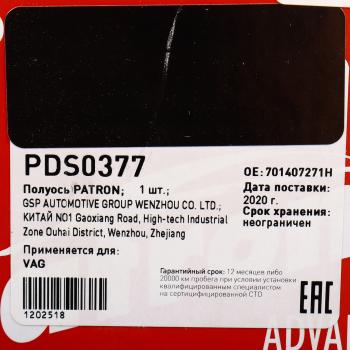 PDS0377
OE: 701407271H
Полуось PATRON; 1 шт.;
GSP AUTOMOTIVE GROUP WENZHOU CO. LTD.;
КИТАЙ NO1 Gaoxiang Road, High-tech Industrial
Zone Ouhai District, Wenzhou, Zhejiang
Дата поставки:
2020 г.
Срок хранения:
неограничен
Применяется для:
VAG
Гарантийный срок: 12 месяцев либо
20000 км пробега при условии установки
квалифицированным специалистом
на сертифицированной СТО
1202518
EAC
ADVA